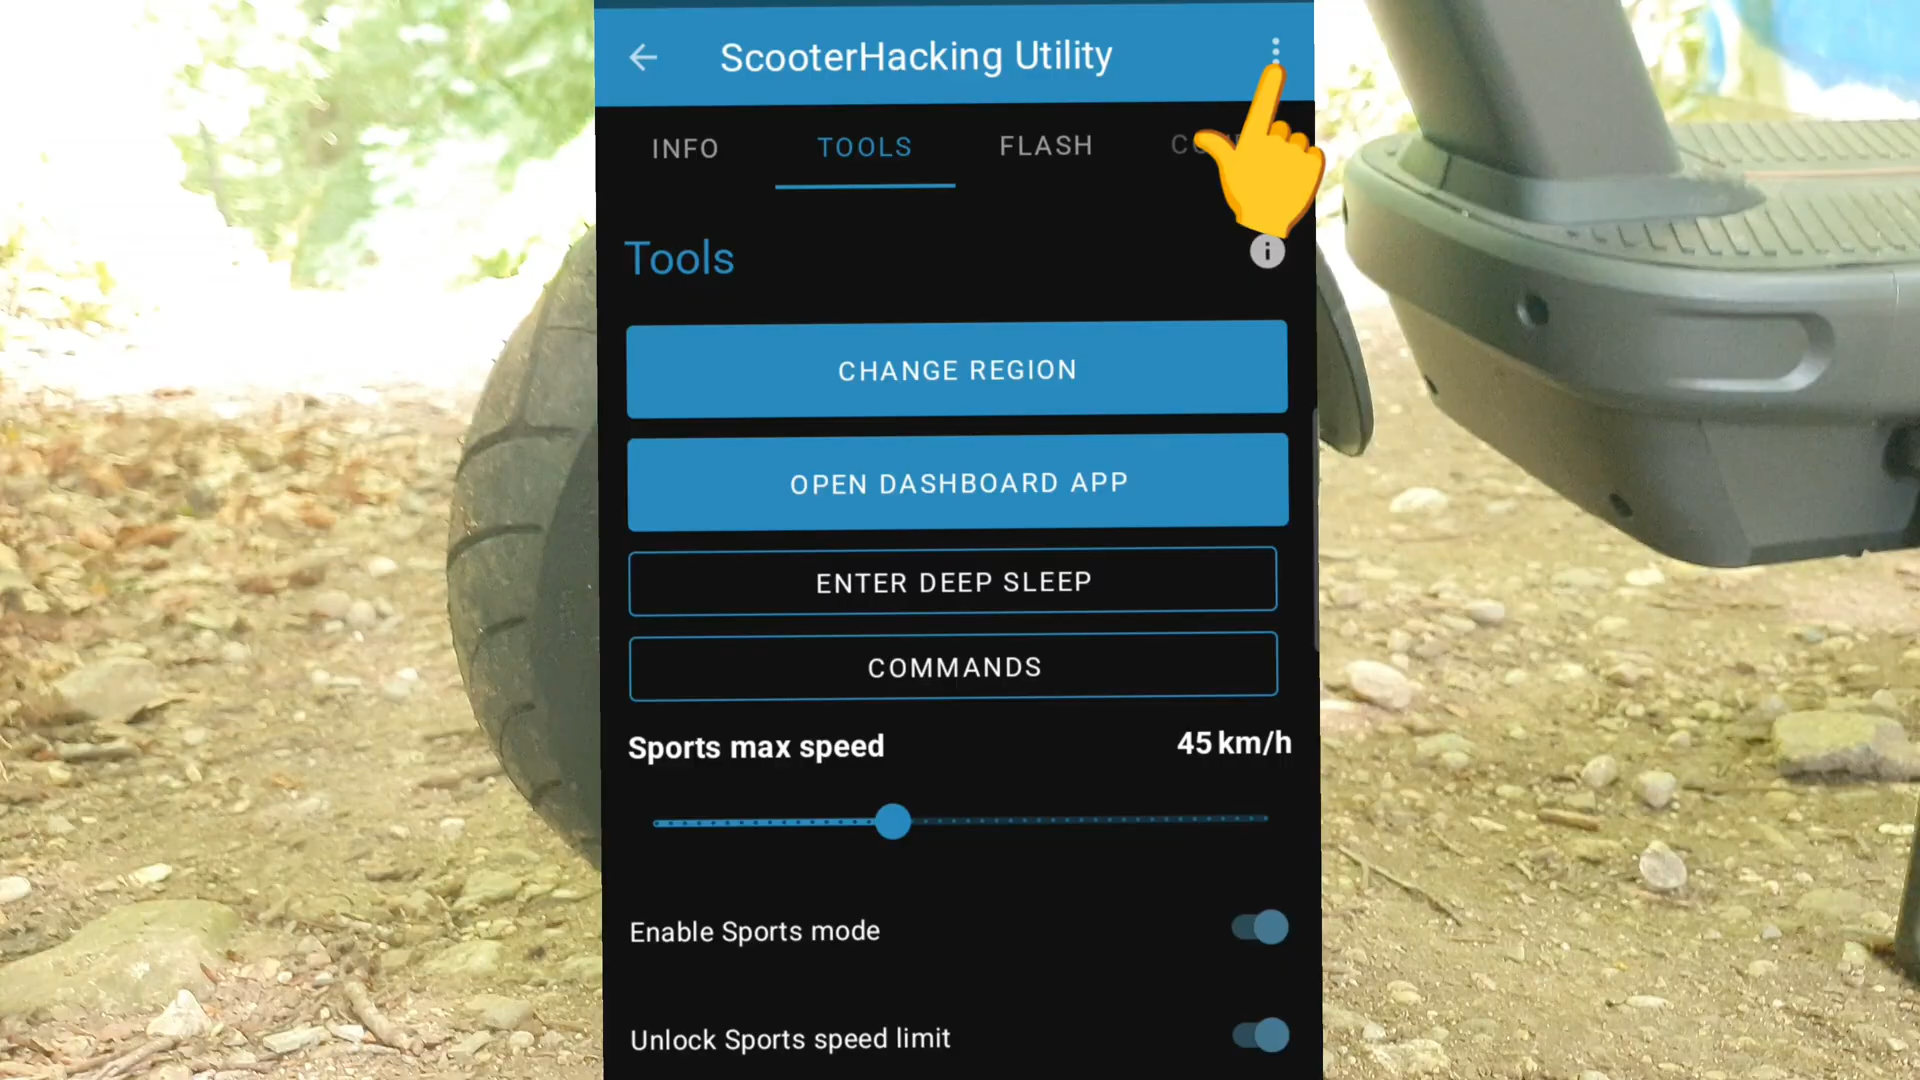 ScooterHacking Utility
INFO TOOLS FLASH
Tools
CHANGE REGION
OPEN DASHBOARD APP
ENTER DEEP SLEEP
COMMANDS
Sports max speed 45 km/h
Enable Sports mode
Unlock Sports speed limit